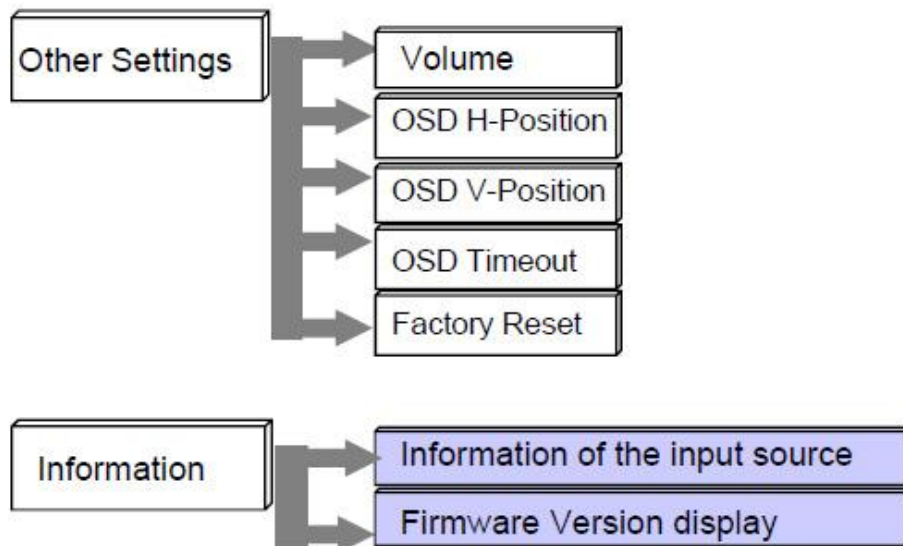 Other Settings
Volume
OSD H-Position
OSD V-Position
OSD Timeout
Factory Reset
Information
Information of the input source
Firmware Version display